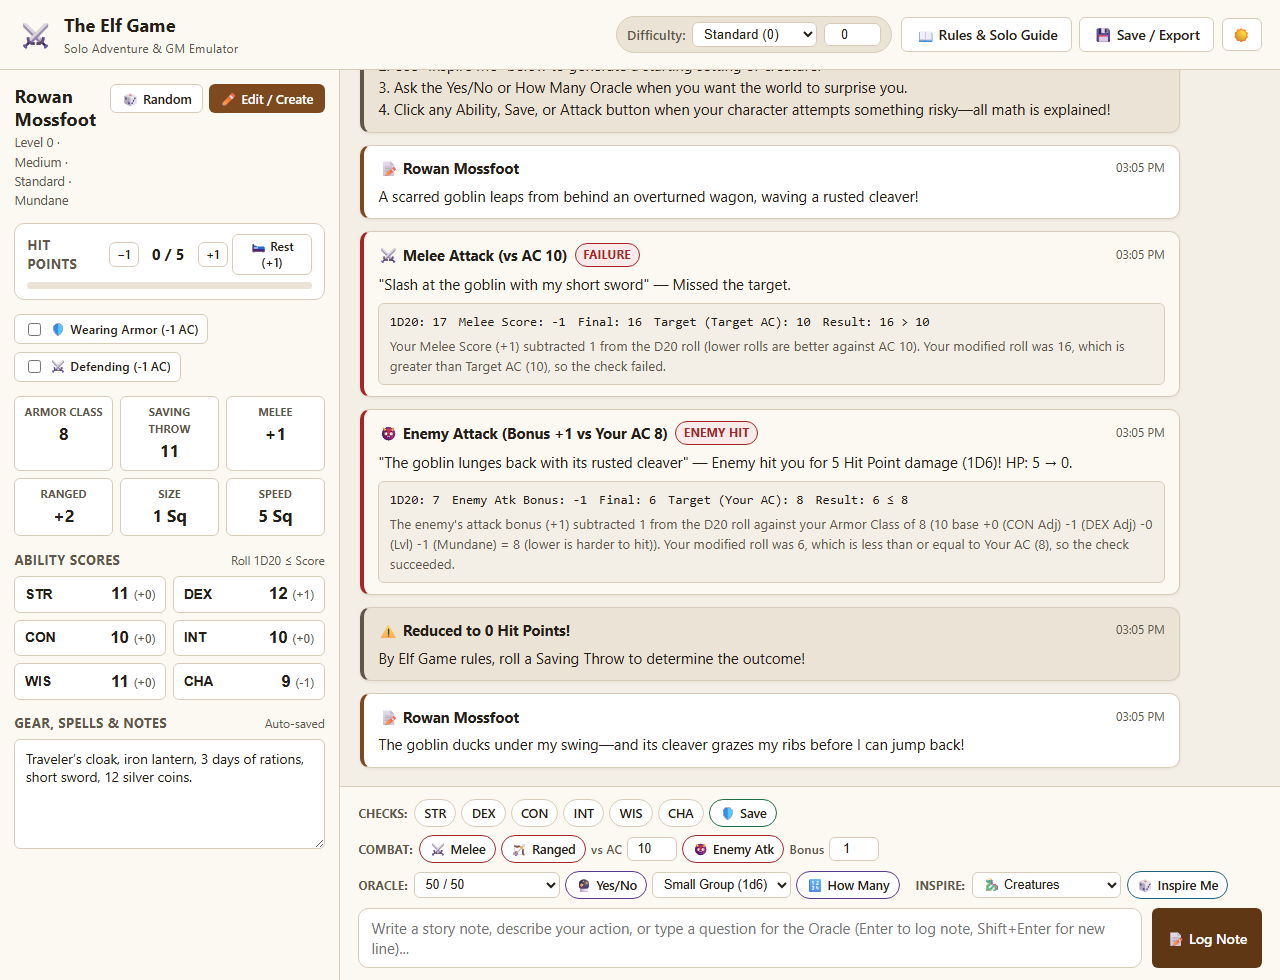 The Elf Game
Solo Adventure & GM Emulator
Difficulty: Standard (0) 0
Rules & Solo Guide
Save / Export
Rowan Mossfoot
Random
Edit / Create
Level 0 ·
Medium ·
Standard ·
Mundane
HIT POINTS
−1
0 / 5
+1
Rest (+1)
Wearing Armor (-1 AC)
Defending (-1 AC)
ARMOR CLASS
8
SAVING THROW
11
MELEE
+1
RANGED
+2
SIZE
1 Sq
SPEED
5 Sq
ABILITY SCORES Roll 1D20 ≤ Score
STR 11 (+0)
DEX 12 (+1)
CON 10 (+0)
INT 10 (+0)
WIS 11 (+0)
CHA 9 (-1)
GEAR, SPELLS & NOTES Auto-saved
Traveler's cloak, iron lantern, 3 days of rations,
short sword, 12 silver coins.
3. Ask the Yes/No or How Many Oracle when you want the world to surprise you.
4. Click any Ability, Save, or Attack button when your character attempts something risky—all math is explained!
Rowan Mossfoot 03:05 PM
A scarred goblin leaps from behind an overturned wagon, waving a rusted cleaver!
Melee Attack (vs AC 10) FAILURE 03:05 PM
"Slash at the goblin with my short sword" — Missed the target.
1D20: 17 Melee Score: -1 Final: 16 Target (Target AC): 10 Result: 16 > 10
Your Melee Score (+1) subtracted 1 from the D20 roll (lower rolls are better against AC 10). Your modified roll was 16, which is
greater than Target AC (10), so the check failed.
Enemy Attack (Bonus +1 vs Your AC 8) ENEMY HIT 03:05 PM
"The goblin lunges back with its rusted cleaver" — Enemy hit you for 5 Hit Point damage (1D6)! HP: 5 → 0.
1D20: 7 Enemy Atk Bonus: -1 Final: 6 Target (Your AC): 8 Result: 6 ≤ 8
The enemy's attack bonus (+1) subtracted 1 from the D20 roll against your Armor Class of 8 (10 base +0 (CON Adj) -1 (DEX Adj) -0
(Lvl) -1 (Mundane) = 8 (lower is harder to hit)). Your modified roll was 6, which is less than or equal to Your AC (8), so the check
succeeded.
Reduced to 0 Hit Points! 03:05 PM
By Elf Game rules, roll a Saving Throw to determine the outcome!
Rowan Mossfoot 03:05 PM
The goblin ducks under my swing—and its cleaver grazes my ribs before I can jump back!
CHECKS: STR DEX CON INT WIS CHA Save
COMBAT: Melee Ranged vs AC 10 Enemy Atk Bonus 1
ORACLE: 50 / 50 Yes/No Small Group (1d6) How Many INSPIRE: Creatures Inspire Me
Write a story note, describe your action, or type a question for the Oracle (Enter to log note, Shift+Enter for new
line)...
Log Note